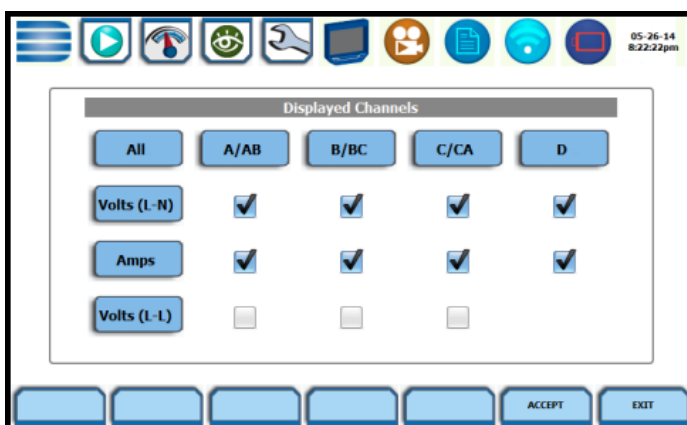 05-26-14
8:22:22pm
Displayed Channels
All A/AB B/BC C/CA D
Volts (L-N)
Amps
Volts (L-L)
ACCEPT EXIT